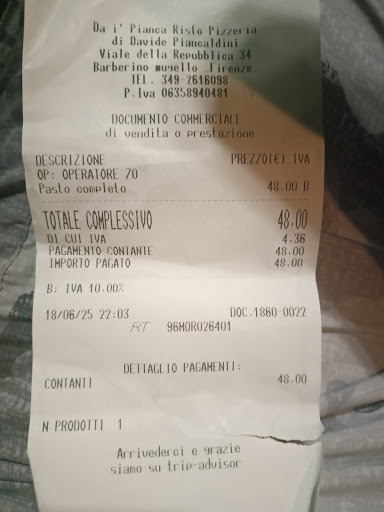 Da i' Pianca Risto Pizzeria
di Davide Piancaldini
Viale della Repubblica 34
Barberino mugello Firenze
TEL. 349-2616098
P.Iva 06358940481
DOCUMENTO COMMERCIALE
di vendita o prestazione
DESCRIZIONE PREZZO(€) IVA
OP: OPERATORE 70
Pasto completo 48.00 B
TOTALE COMPLESSIVO 48.00
DI CUI IVA 4.36
PAGAMENTO CONTANTE 48.00
IMPORTO PAGATO 48.00
B: IVA 10.00%
18/06/25 22:03 DOC.1860-0022
RT 96MOR026401
DETTAGLIO PAGAMENTI:
CONTANTI 48.00
N PRODOTTI 1
Arrivederci e grazie
siamo su trip-advisor